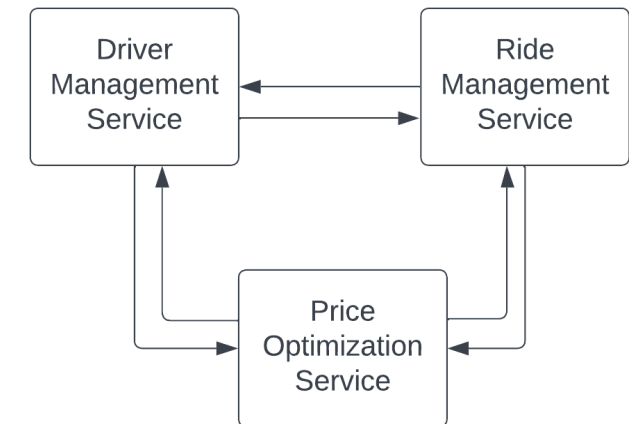 Driver
Management
Service
Ride
Management
Service
Price
Optimization
Service